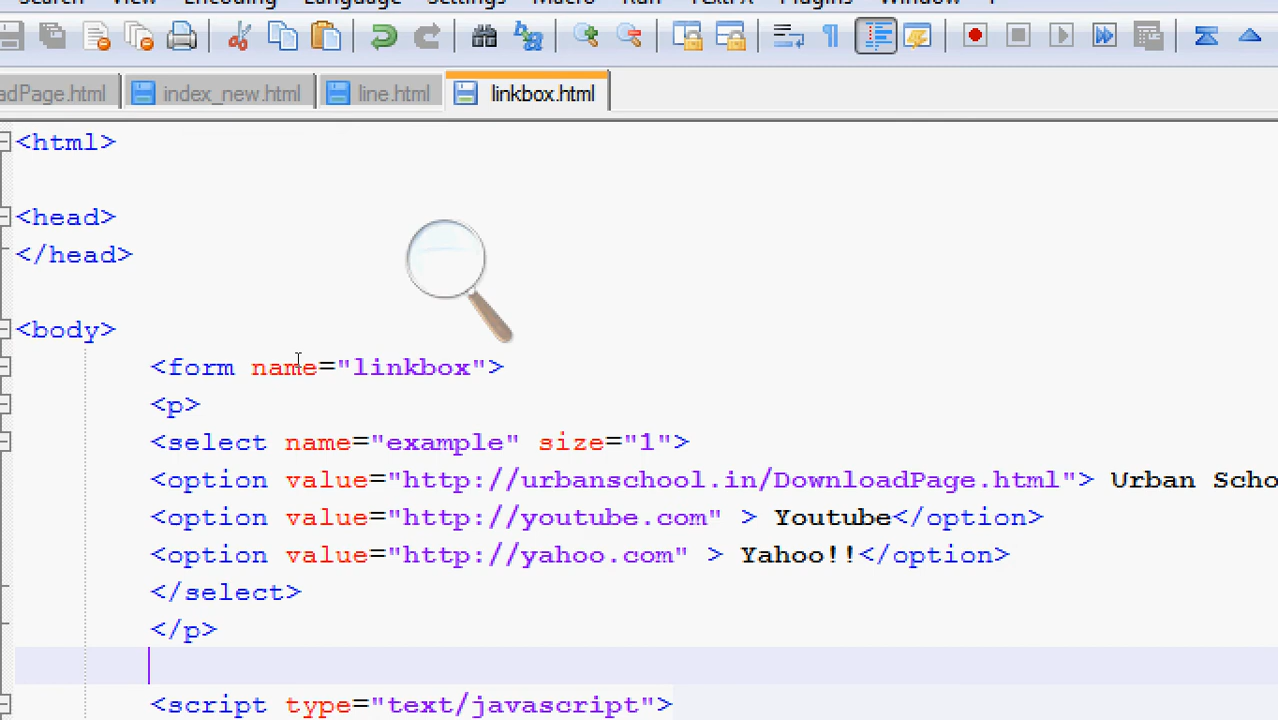 Search View Encoding Language Settings Macro Run TextFX Plugins Window
adPage.html index_new.html line.html linkbox.html
<html>
<head>
</head>
<body>
<form name="linkbox">
<p>
<select name="example" size="1">
<option value="http://urbanschool.in/DownloadPage.html"> Urban Scho
<option value="http://youtube.com" > Youtube</option>
<option value="http://yahoo.com" > Yahoo!!</option>
</select>
</p>
<script type="text/javascript">